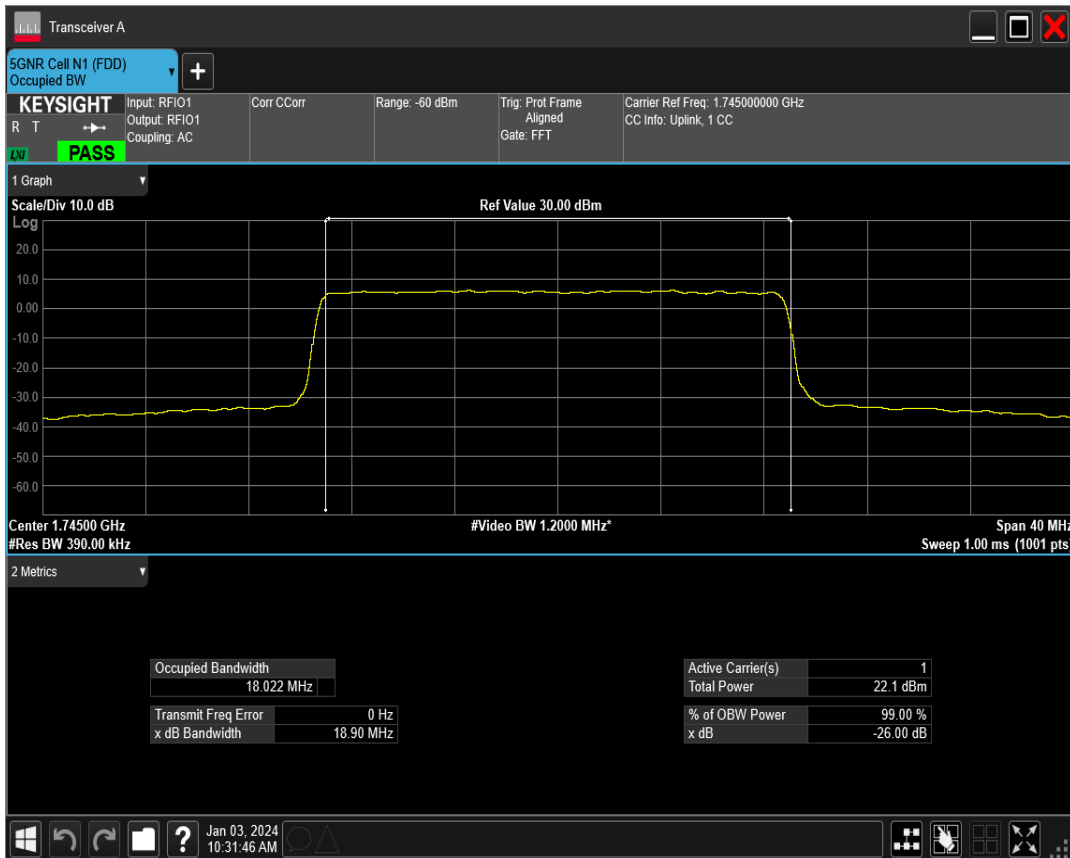 Transceiver A
5GNR Cell N1 (FDD)
Occupied BW
+
KEYSIGHT
R T
LXI
PASS
Input: RFIO1
Output: RFIO1
Coupling: AC
Corr CCorr
Range: -60 dBm
Trig: Prot Frame
Aligned
Gate: FFT
Carrier Ref Freq: 1.745000000 GHz
CC Info: Uplink, 1 CC
1 Graph
Scale/Div 10.0 dB
Ref Value 30.00 dBm
Log
20.0
10.0
0.00
-10.0
-20.0
-30.0
-40.0
-50.0
-60.0
Center 1.74500 GHz
#Video BW 1.2000 MHz*
Span 40 MHz
#Res BW 390.00 kHz
Sweep 1.00 ms (1001 pts)
2 Metrics
Occupied Bandwidth
18.022 MHz
Transmit Freq Error 0 Hz
x dB Bandwidth 18.90 MHz
Active Carrier(s) 1
Total Power 22.1 dBm
% of OBW Power 99.00 %
x dB -26.00 dB
?
Jan 03, 2024
10:31:46 AM